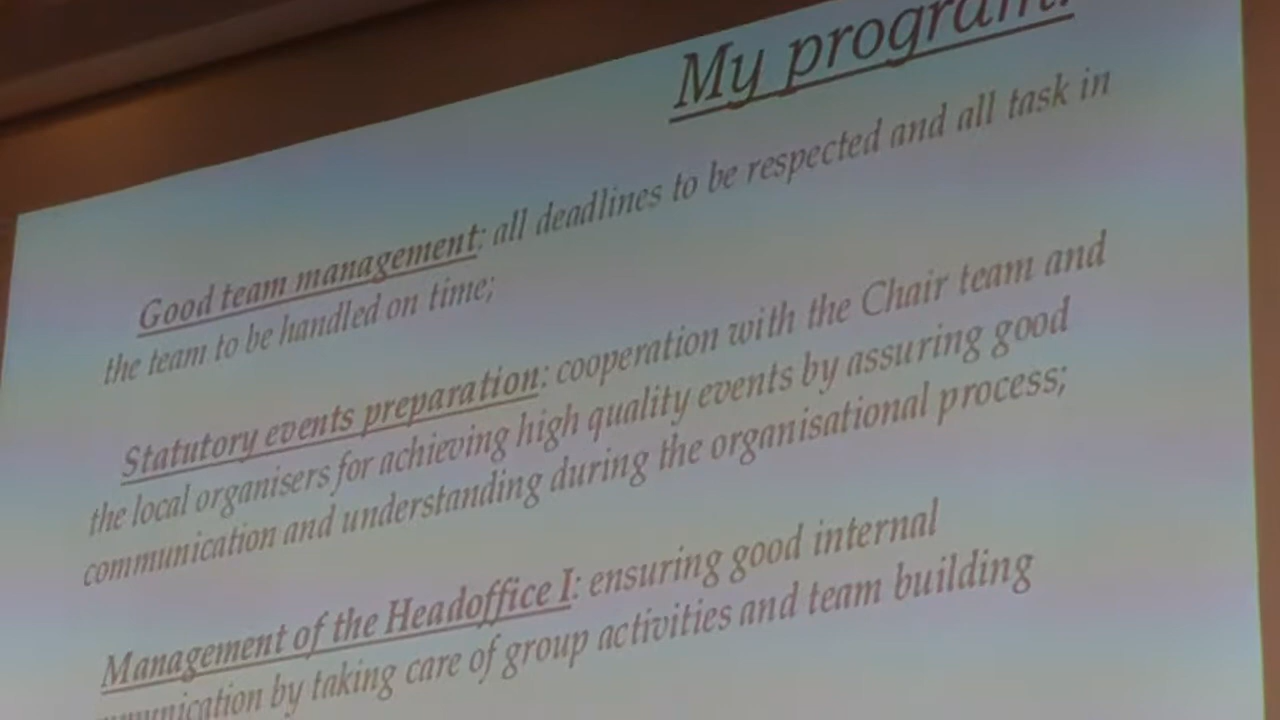 My program:
Good team management: all deadlines to be respected and all task in
the team to be handled on time;
Statutory events preparation: cooperation with the Chair team and
the local organisers for achieving high quality events by assuring good
communication and understanding during the organisational process;
Management of the Headoffice I: ensuring good internal
by taking care of group activities and team building